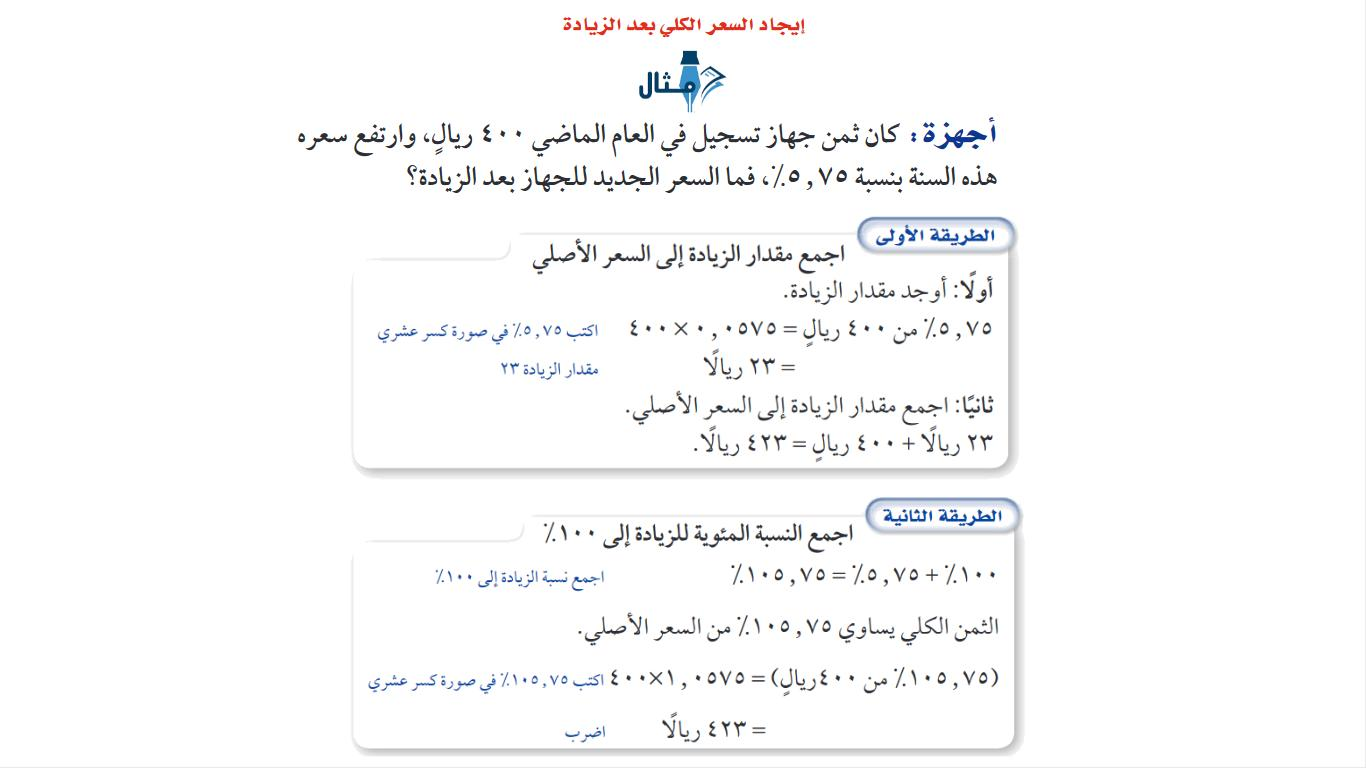 إيجاد السعر الكلي بعد الزيادة
مثال
أجهزة : كان ثمن جهاز تسجيل في العام الماضي ٤٠٠ ريالٍ، وارتفع سعره
هذه السنة بنسبة ٥,٧٥٪، فما السعر الجديد للجهاز بعد الزيادة؟
الطريقة الأولى
اجمع مقدار الزيادة إلى السعر الأصلي
أولًا: أوجد مقدار الزيادة.
٥,٧٥٪ من ٤٠٠ ريالٍ = ٠,٠٥٧٥ × ٤٠٠ اكتب ٥,٧٥٪ في صورة كسر عشري
= ٢٣ ريالًا مقدار الزيادة ٢٣
ثانيًا: اجمع مقدار الزيادة إلى السعر الأصلي.
٢٣ ريالًا + ٤٠٠ ريالٍ = ٤٢٣ ريالًا.
الطريقة الثانية
اجمع النسبة المئوية للزيادة إلى ١٠٠٪
١٠٠٪ + ٥,٧٥٪ = ١٠٥,٧٥٪ اجمع نسبة الزيادة إلى ١٠٠٪
الثمن الكلي يساوي ١٠٥,٧٥٪ من السعر الأصلي.
(١٠٥,٧٥٪ من ٤٠٠ريالٍ) = ١,٠٥٧٥×٤٠٠ اكتب ١٠٥,٧٥٪ في صورة كسر عشري
= ٤٢٣ ريالًا اضرب